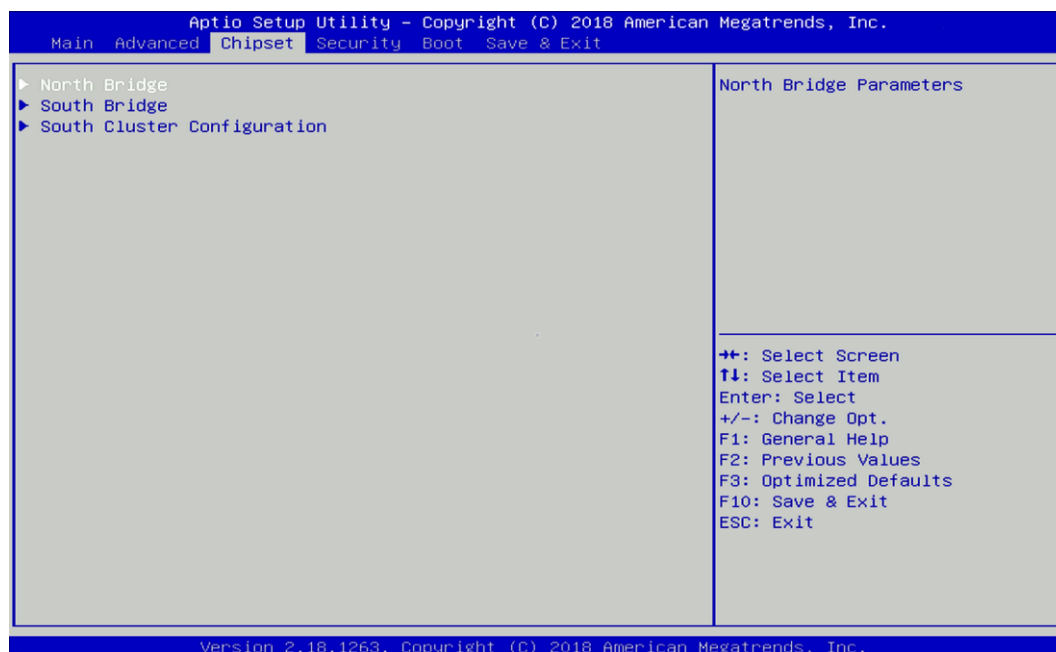 Aptio Setup Utility – Copyright (C) 2018 American Megatrends, Inc.
Main Advanced Chipset Security Boot Save & Exit
▶ North Bridge
▶ South Bridge
▶ South Cluster Configuration
North Bridge Parameters
→←: Select Screen
↑↓: Select Item
Enter: Select
+/-: Change Opt.
F1: General Help
F2: Previous Values
F3: Optimized Defaults
F10: Save & Exit
ESC: Exit
Version 2.18.1263. Copyright (C) 2018 American Megatrends, Inc.